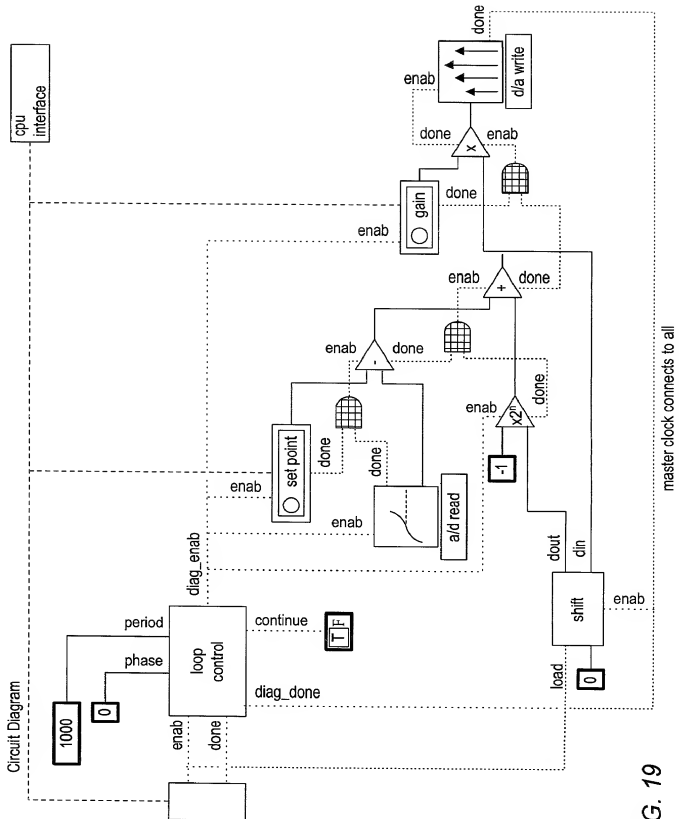 Circuit Diagram
cpu
interface
1000
0
period
phase
loop
control
enab
done
diag_enab
continue
T F
diag_done
enab
set point
done
enab
done
a/d read
enab
-
done
-1
enab
x2ⁿ
done
enab
+
done
enab
gain
done
x
done
enab
enab
done
d/a write
load
0
shift
dout
din
enab
master clock connects to all
G. 19